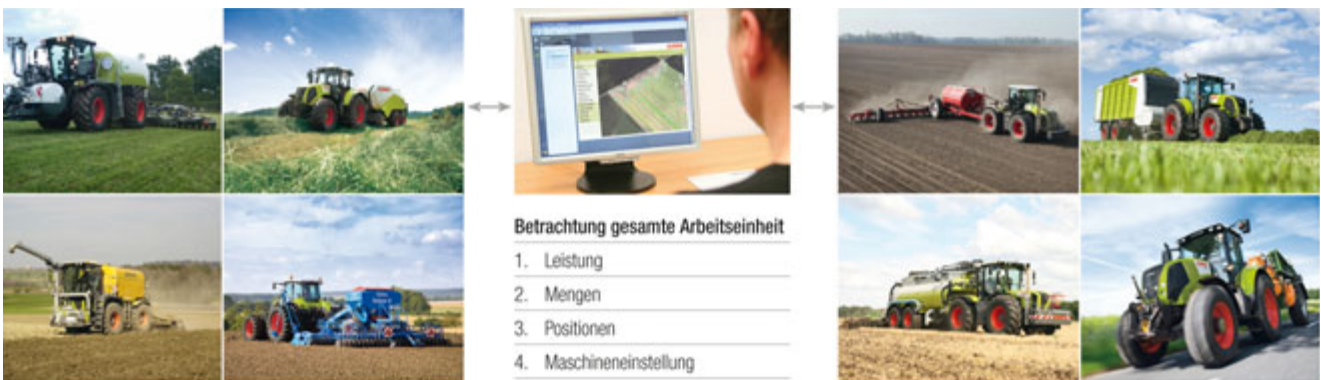 Betrachtung gesamte Arbeitseinheit
1. Leistung
2. Mengen
3. Positionen
4. Maschineneinstellung